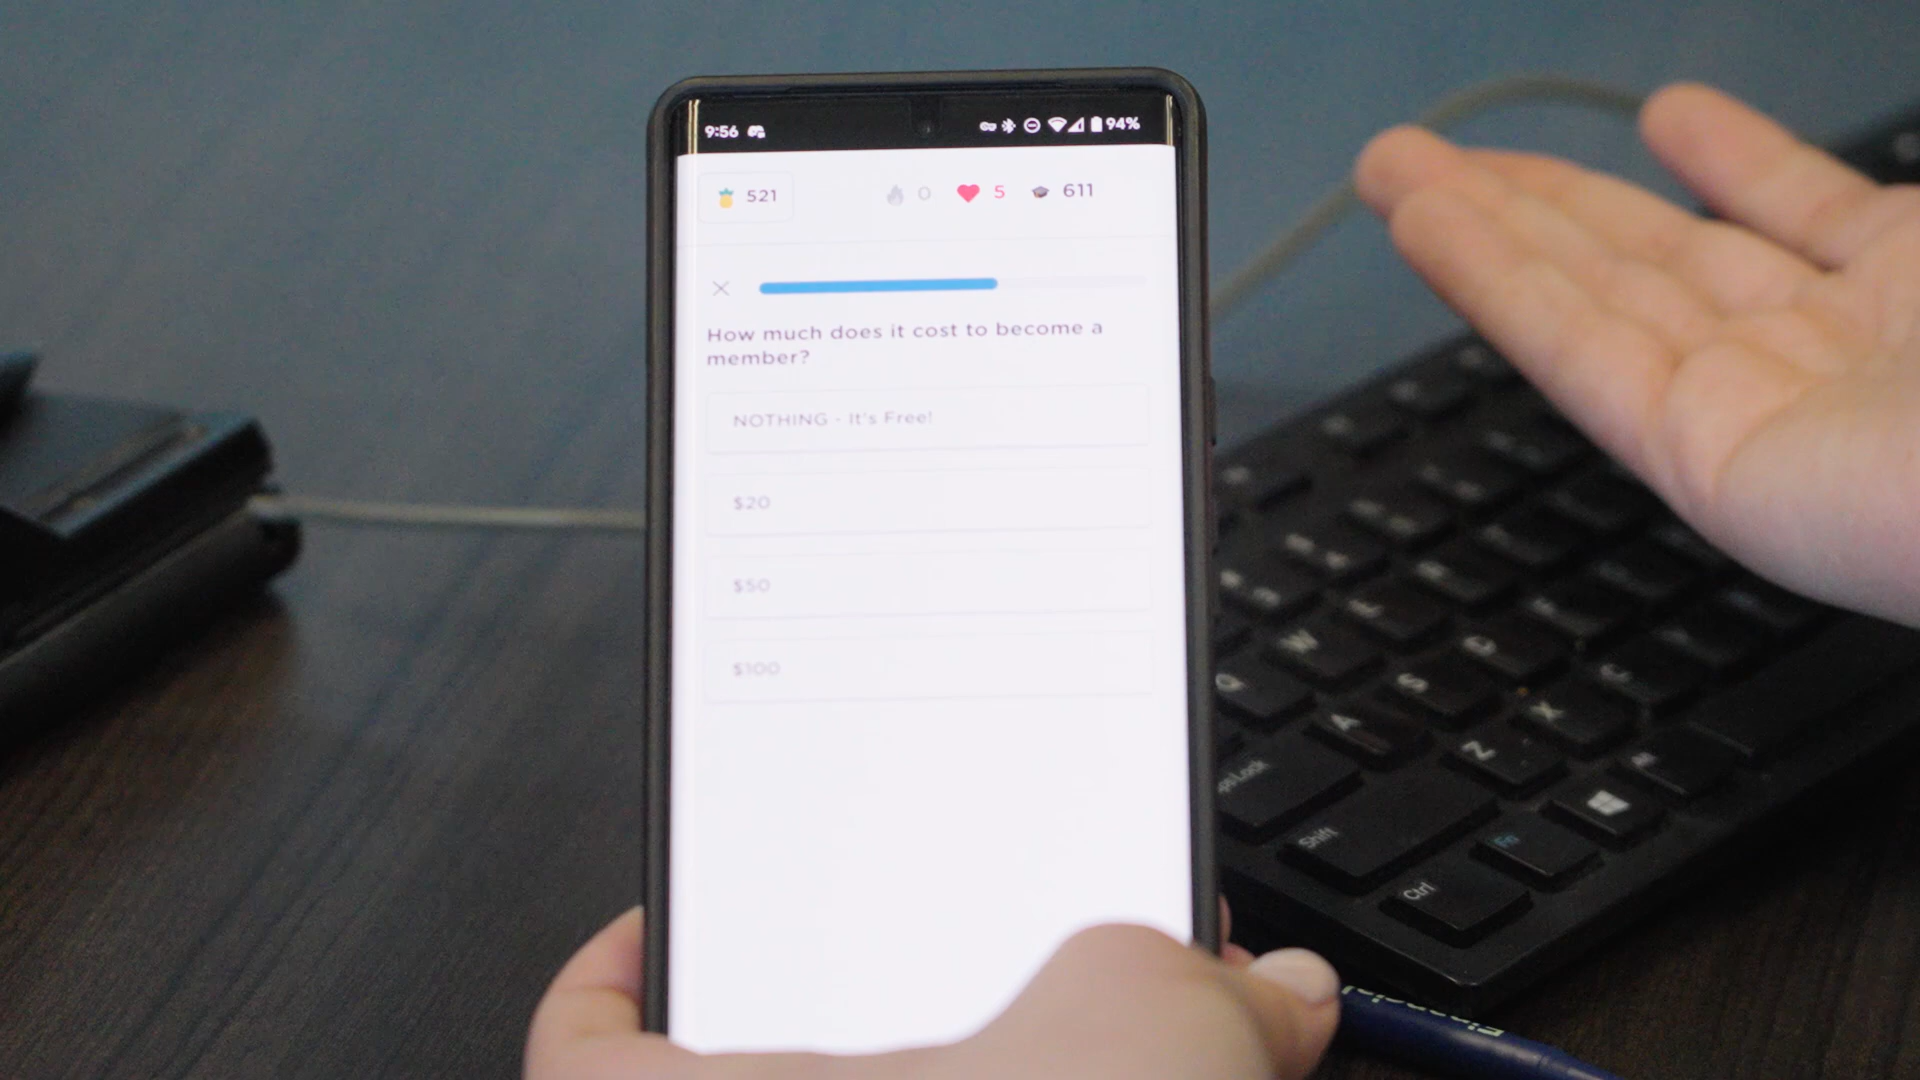 9:56 94%
521 0 5 611
How much does it cost to become a
member?
NOTHING - It's Free!
$20
$50
$100
W
Q
S
X
A
Z
Shift
Fn
Ctrl
Financial